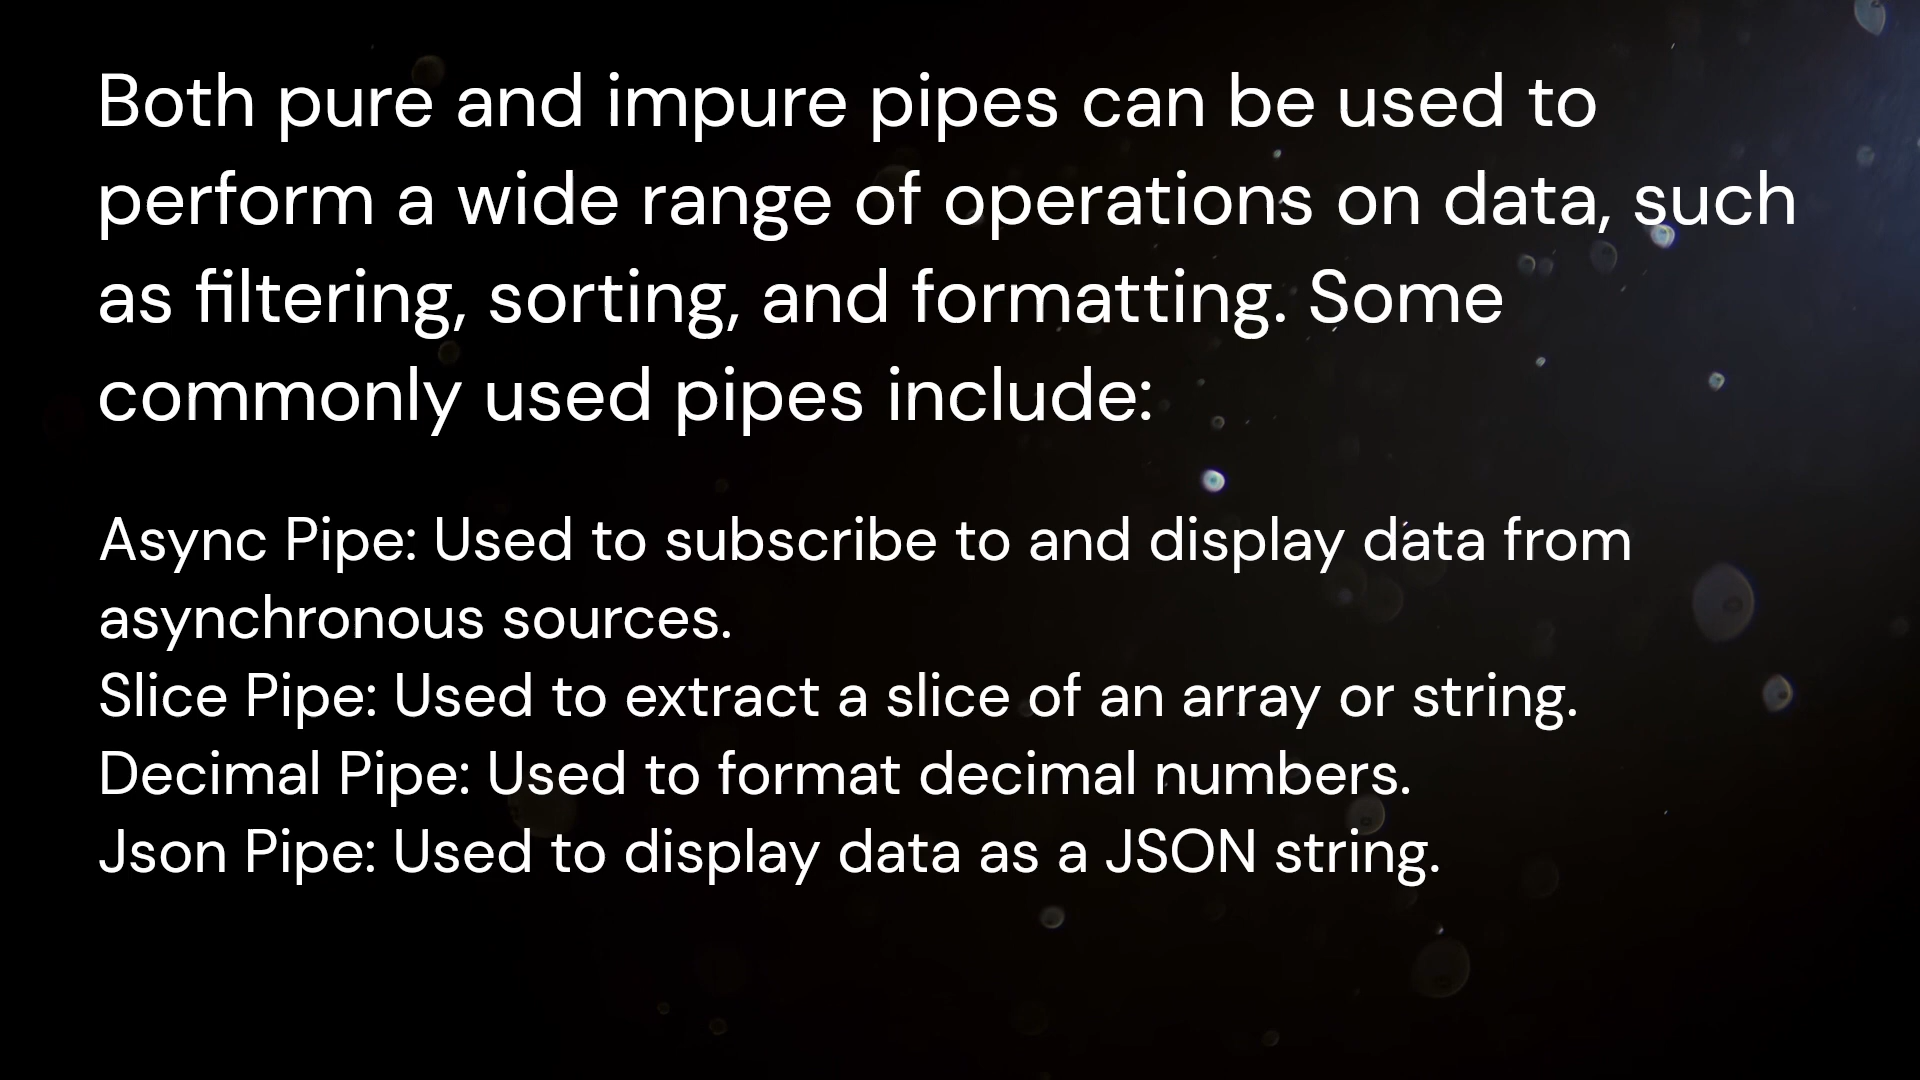 Both pure and impure pipes can be used to
perform a wide range of operations on data, such
as filtering, sorting, and formatting. Some
commonly used pipes include:
Async Pipe: Used to subscribe to and display data from
asynchronous sources.
Slice Pipe: Used to extract a slice of an array or string.
Decimal Pipe: Used to format decimal numbers.
Json Pipe: Used to display data as a JSON string.